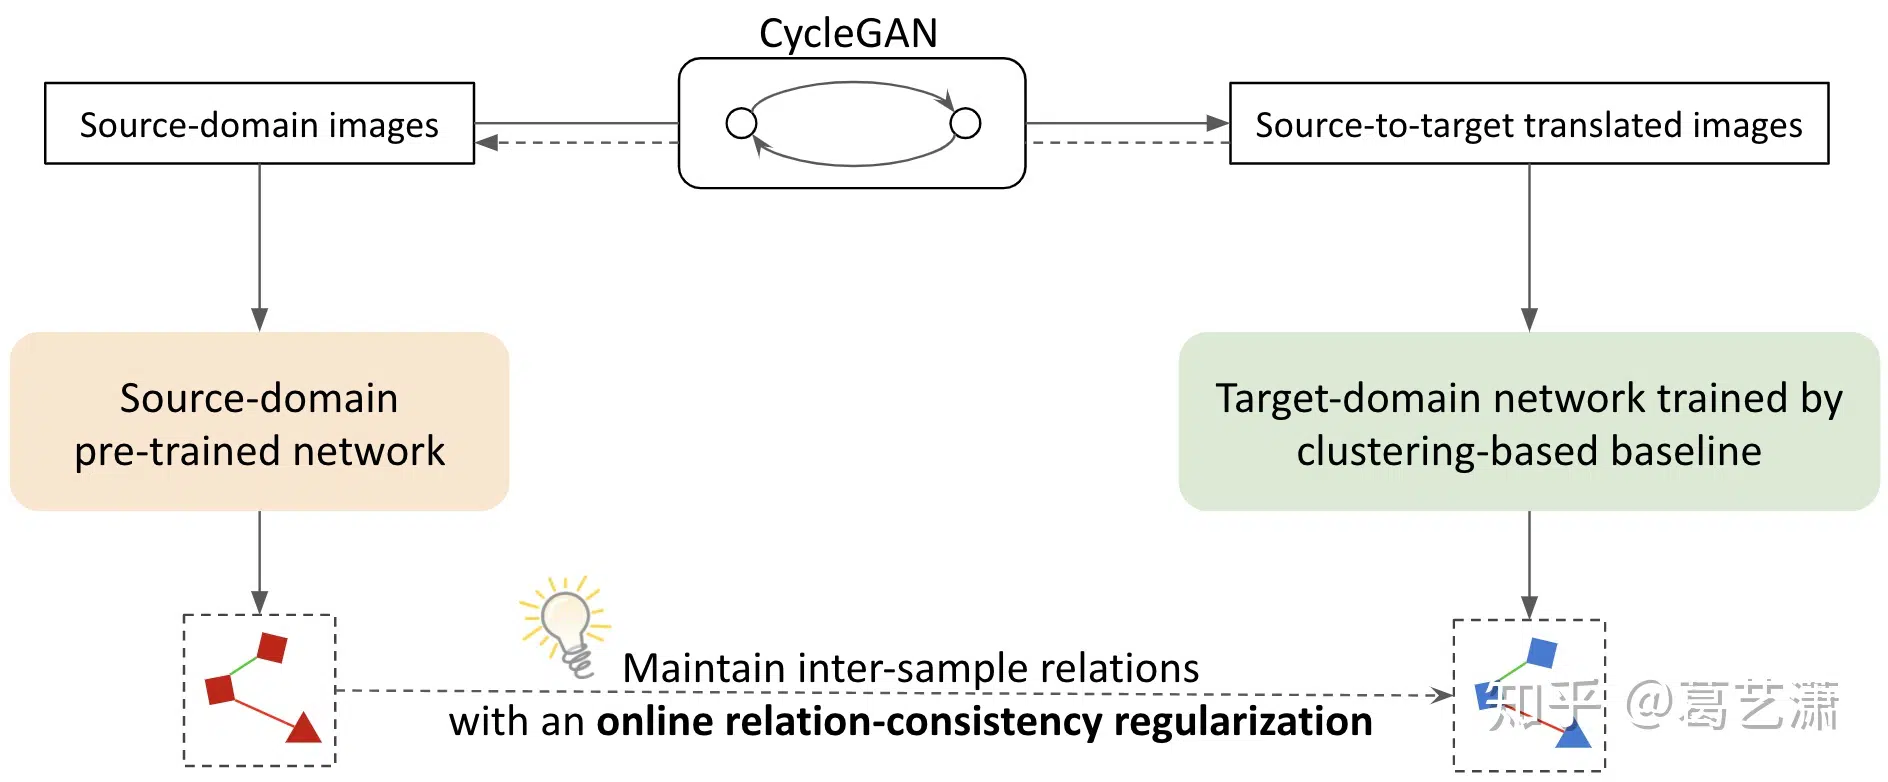 CycleGAN
Source-domain images
Source-to-target translated images
Source-domain
pre-trained network
Target-domain network trained by
clustering-based baseline
Maintain inter-sample relations
with an online relation-consistency regularization
知乎 @葛艺潇